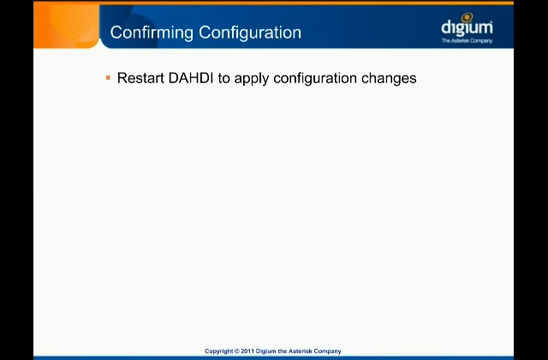 Confirming Configuration
digium
The Asterisk Company
Restart DAHDI to apply configuration changes
Copyright © 2011 Digium the Asterisk Company